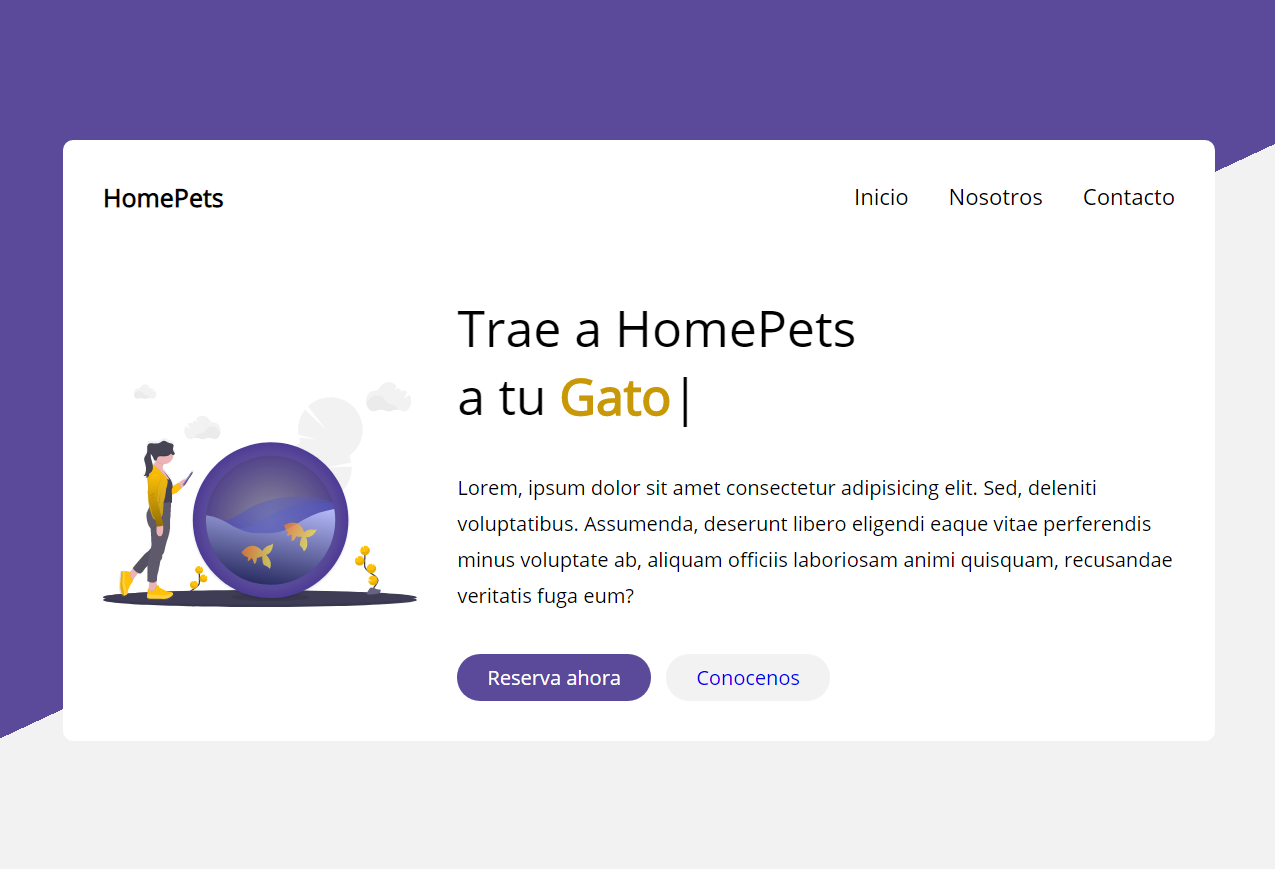 HomePets
Inicio Nosotros Contacto
Trae a HomePets
a tu Gato|
Lorem, ipsum dolor sit amet consectetur adipisicing elit. Sed, deleniti
voluptatibus. Assumenda, deserunt libero eligendi eaque vitae perferendis
minus voluptate ab, aliquam officiis laboriosam animi quisquam, recusandae
veritatis fuga eum?
Reserva ahora Conocenos